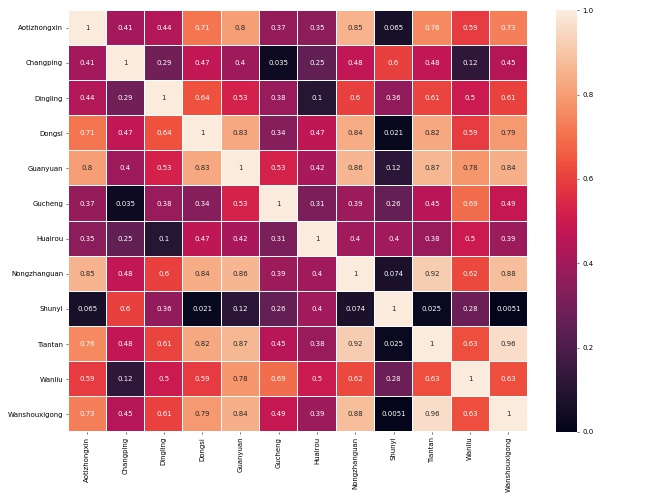 Aotizhongxin 1 0.41 0.44 0.71 0.8 0.37 0.35 0.85 0.065 0.76 0.59 0.73
Changping 0.41 1 0.29 0.47 0.4 0.035 0.25 0.48 0.6 0.48 0.12 0.45
Dingling 0.44 0.29 1 0.64 0.53 0.38 0.1 0.6 0.36 0.61 0.5 0.61
Dongsi 0.71 0.47 0.64 1 0.83 0.34 0.47 0.84 0.021 0.82 0.59 0.79
Guanyuan 0.8 0.4 0.53 0.83 1 0.53 0.42 0.86 0.12 0.87 0.78 0.84
Gucheng 0.37 0.035 0.38 0.34 0.53 1 0.31 0.39 0.26 0.45 0.69 0.49
Huairou 0.35 0.25 0.1 0.47 0.42 0.31 1 0.4 0.4 0.38 0.5 0.39
Nongzhanguan 0.85 0.48 0.6 0.84 0.86 0.39 0.4 1 0.074 0.92 0.62 0.88
Shunyi 0.065 0.6 0.36 0.021 0.12 0.26 0.4 0.074 1 0.025 0.28 0.0051
Tiantan 0.76 0.48 0.61 0.82 0.87 0.45 0.38 0.92 0.025 1 0.63 0.96
Wanliu 0.59 0.12 0.5 0.59 0.78 0.69 0.5 0.62 0.28 0.63 1 0.63
Wanshouxigong 0.73 0.45 0.61 0.79 0.84 0.49 0.39 0.88 0.0051 0.96 0.63 1
Aotizhongxin
Changping
Dingling
Dongsi
Guanyuan
Gucheng
Huairou
Nongzhanguan
Shunyi
Tiantan
Wanliu
Wanshouxigong
1.0
0.8
0.6
0.4
0.2
0.0